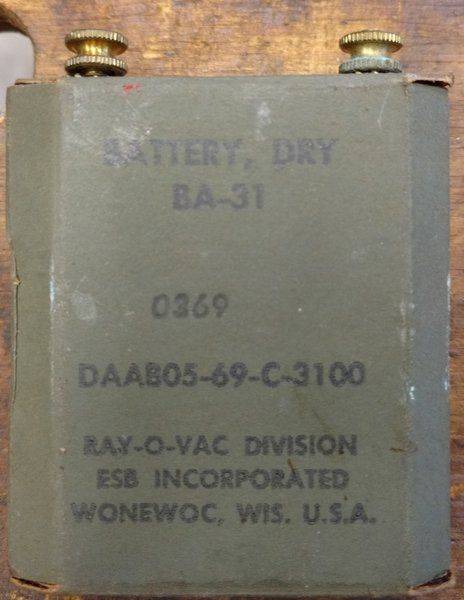 BATTERY, DRY
BA-31
0369
DAAB05-69-C-3100
RAY-O-VAC DIVISION
ESB INCORPORATED
WONEWOC, WIS. U.S.A.